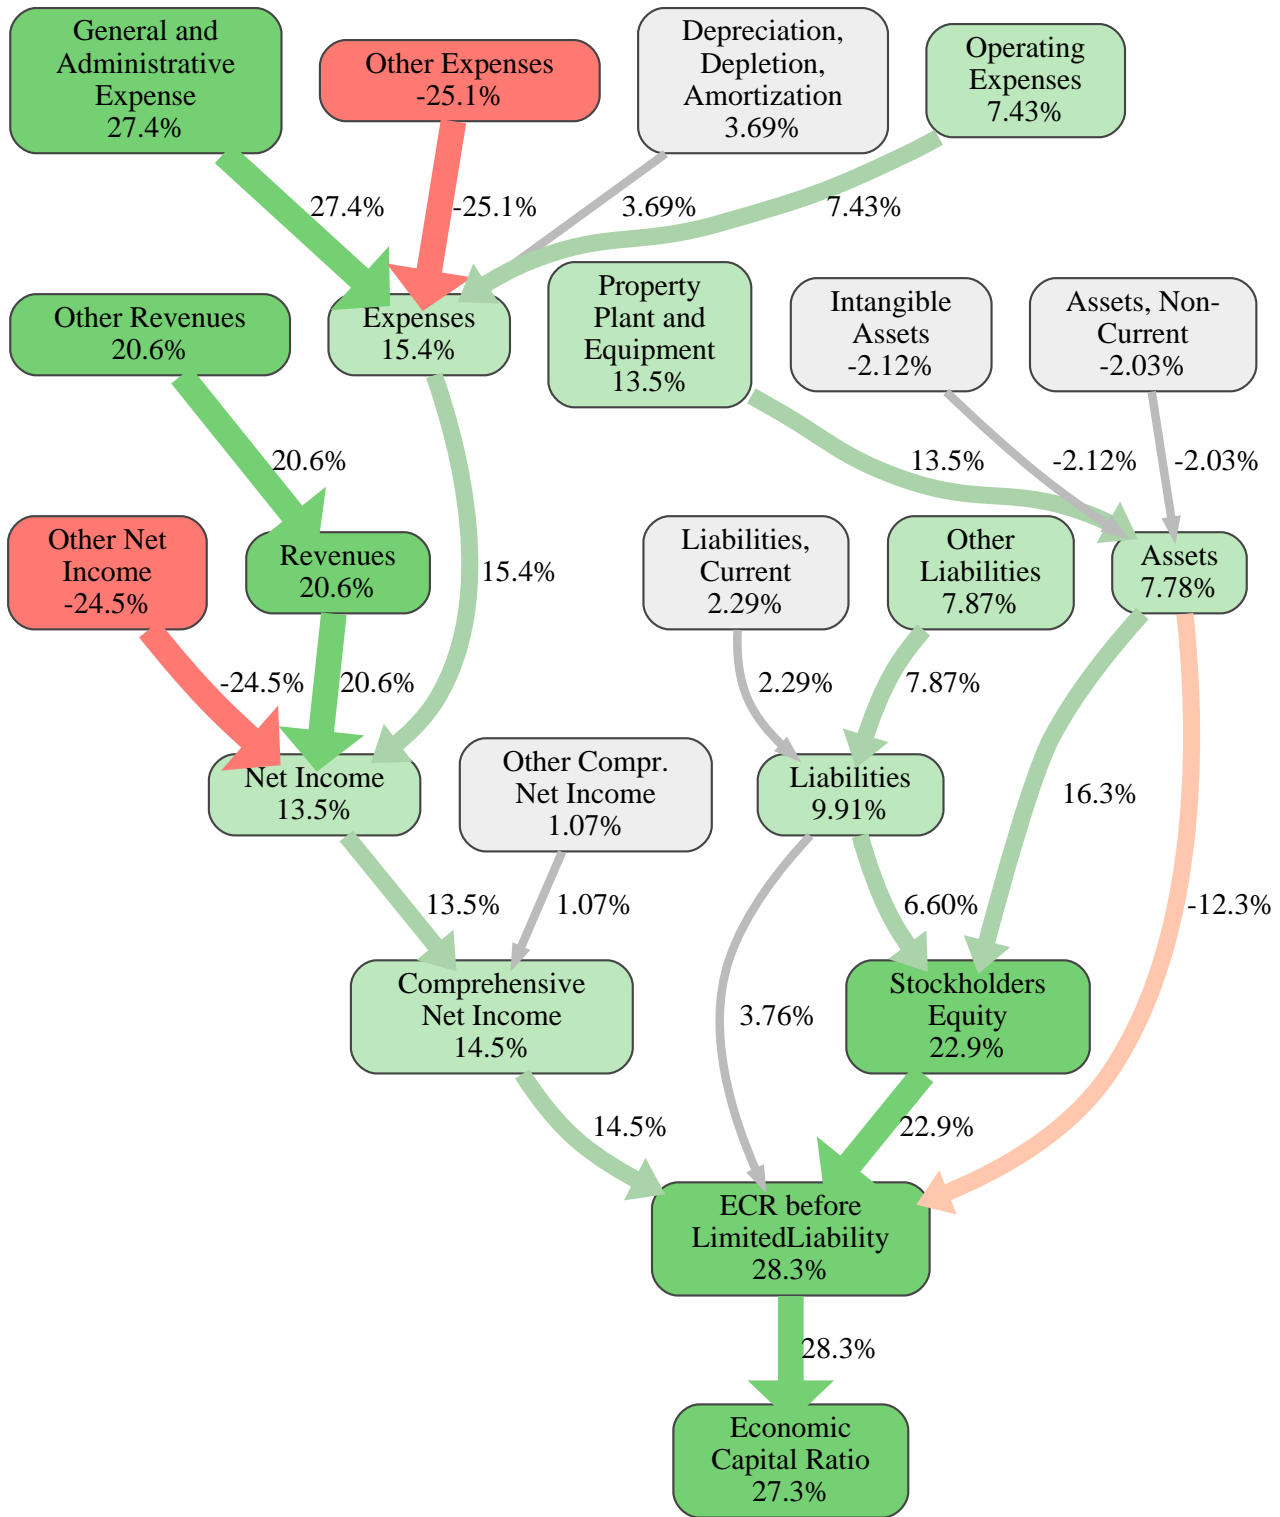 General and
Administrative
Expense
27.4%
Other Expenses
-25.1%
Depreciation,
Depletion,
Amortization
3.69%
Operating
Expenses
7.43%
27.4%
-25.1%
3.69%
7.43%
Other Revenues
20.6%
Expenses
15.4%
Property
Plant and
Equipment
13.5%
Intangible
Assets
-2.12%
Assets, Non-
Current
-2.03%
20.6%
13.5%
-2.12%
-2.03%
Other Net
Income
-24.5%
Revenues
20.6%
15.4%
Liabilities,
Current
2.29%
Other
Liabilities
7.87%
Assets
7.78%
-24.5%
20.6%
2.29%
7.87%
Net Income
13.5%
Other Compr.
Net Income
1.07%
Liabilities
9.91%
16.3%
13.5%
1.07%
6.60%
-12.3%
Comprehensive
Net Income
14.5%
3.76%
Stockholders
Equity
22.9%
14.5%
22.9%
ECR before
LimitedLiability
28.3%
28.3%
Economic
Capital Ratio
27.3%